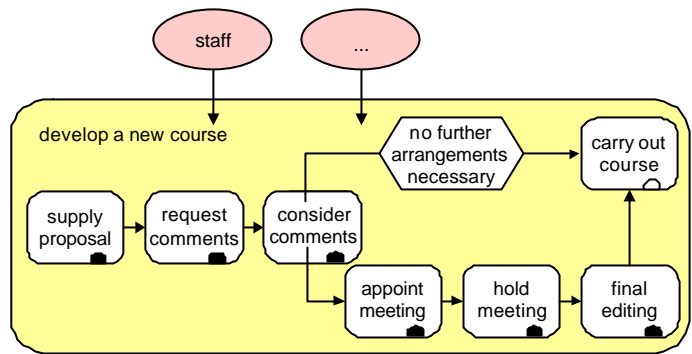 staff
...
develop a new course
no further
arrangements
necessary
carry out
course
supply
proposal
request
comments
consider
comments
appoint
meeting
hold
meeting
final
editing